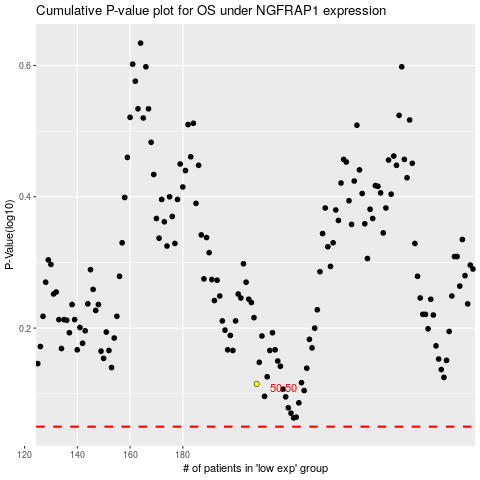 Cumulative P-value plot for OS under NGFRAP1 expression
P-Value(log10)
0.6
0.4
0.2
50-50
120 140 160 180
# of patients in 'low exp' group